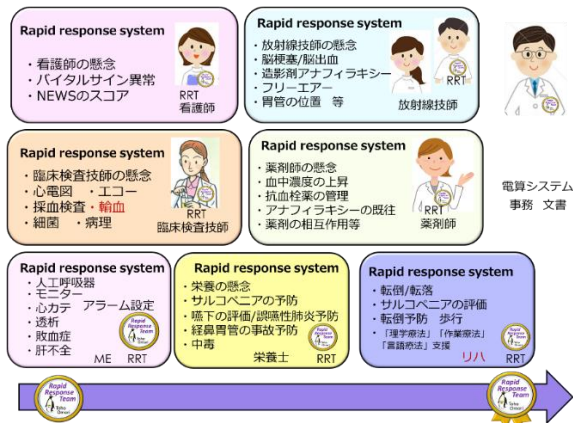 Rapid response system
・看護師の懸念
・バイタルサイン異常
・NEWSのスコア
RRT
看護師
Rapid response system
・放射線技師の懸念
・脳梗塞/脳出血
・造影剤アナフィラキシー
・フリーエアー
・胃管の位置 等
RRT
放射線技師
Rapid response system
・臨床検査技師の懸念
・心電図 ・エコー
・採血検査・輸血
・細菌 ・病理
RRT
臨床検査技師
Rapid response system
・薬剤師の懸念
・血中濃度の上昇
・抗血栓薬の管理
・アナフィラキシーの既往
・薬剤の相互作用等
RRT
薬剤師
電算システム
事務 文書
Rapid response system
・人工呼吸器
・モニター
・心カテ アラーム設定
・透析
・敗血症
・肝不全
ME RRT
Rapid response system
・栄養の懸念
・サルコペニアの予防
・嚥下の評価/誤嚥性肺炎予防
・経鼻胃管の事故予防
・中毒
栄養士 RRT
Rapid response system
・転倒/転落
・サルコペニアの評価
・転倒予防 歩行
・「理学療法」「作業療法」
「言語療法」支援
リハ RRT
Rapid
Response
Team
Rapid
Response
Team